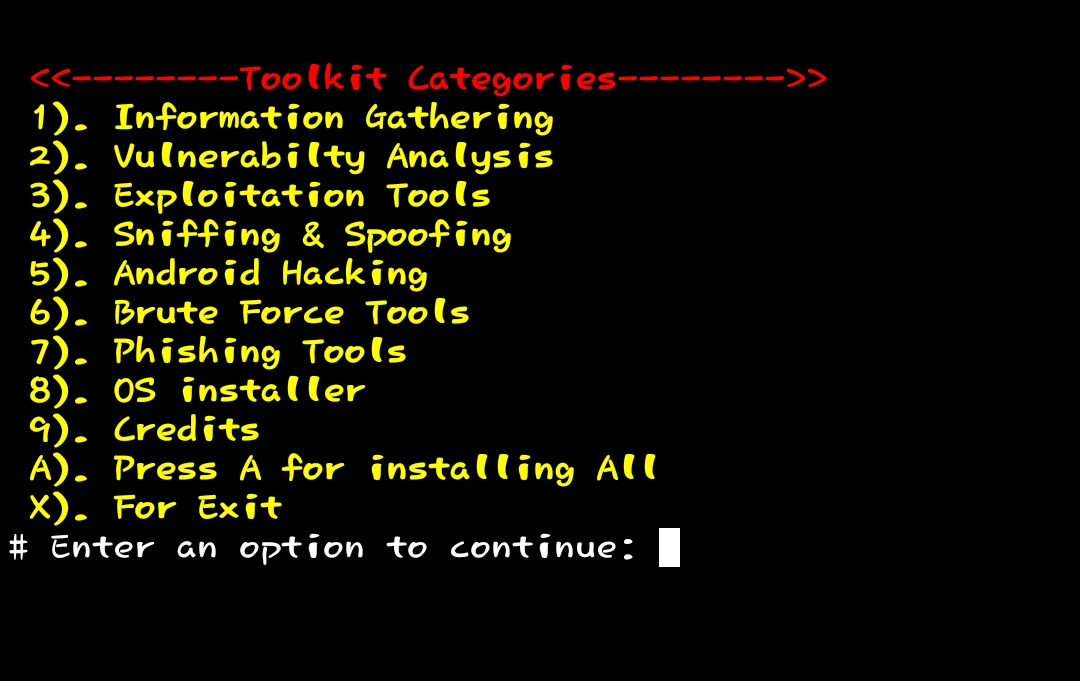 <<--------Toolkit Categories-------->>
1). Information Gathering
2). Vulnerabilty Analysis
3). Exploitation Tools
4). Sniffing & Spoofing
5). Android Hacking
6). Brute Force Tools
7). Phishing Tools
8). OS installer
9). Credits
A). Press A for installing All
X). For Exit
# Enter an option to continue: